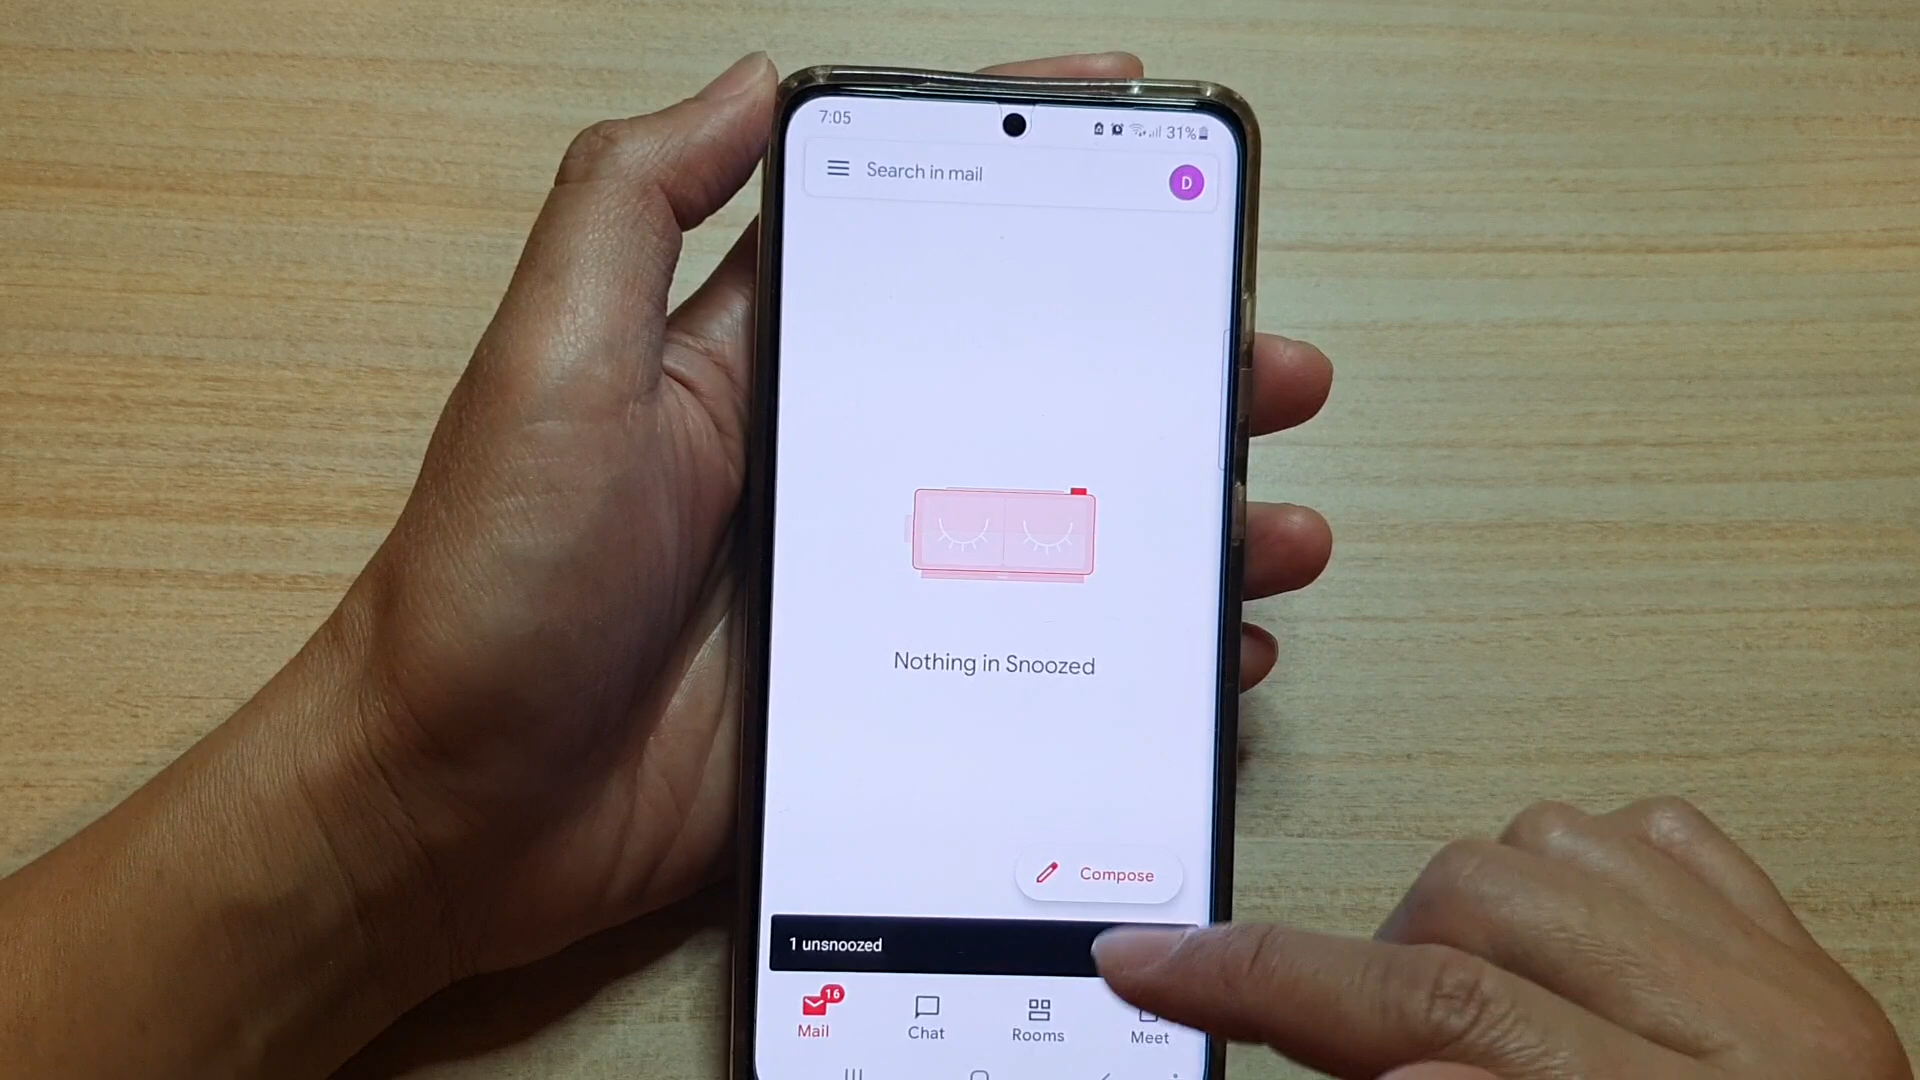 7:05
31%
Search in mail
D
Nothing in Snoozed
Compose
1 unsnoozed
16
Mail
Chat
Rooms
Meet